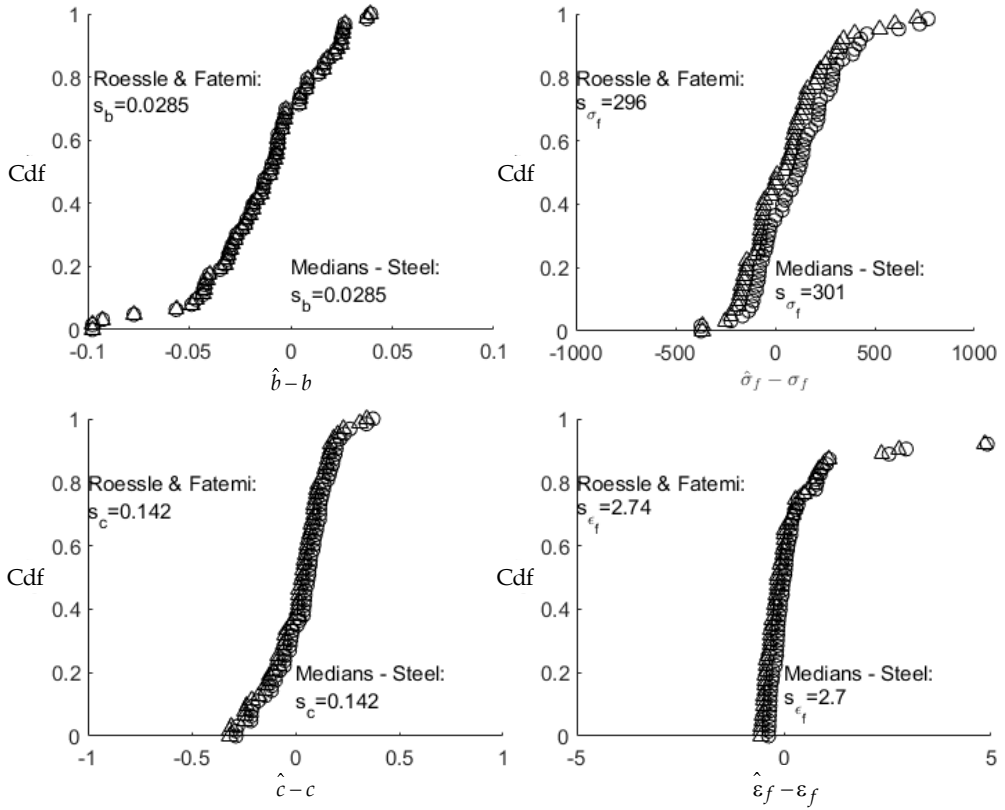 1
0.8
0.6
0.4
0.2
0
Cdf
Roessle & Fatemi:
s_b=0.0285
Medians - Steel:
s_b=0.0285
-0.1
-0.05
0
0.05
0.1
b̂ – b
1
0.8
0.6
0.4
0.2
0
Cdf
Roessle & Fatemi:
s_σ_f=296
Medians - Steel:
s_σ_f=301
-1000
-500
0
500
1000
σ̂_f – σ_f
1
0.8
0.6
0.4
0.2
0
Cdf
Roessle & Fatemi:
s_c=0.142
Medians - Steel:
s_c=0.142
-1
-0.5
0
0.5
1
ĉ – c
1
0.8
0.6
0.4
0.2
0
Cdf
Roessle & Fatemi:
s_ϵ_f=2.74
Medians - Steel:
s_ϵ_f=2.7
-5
0
5
ε̂_f – ε_f